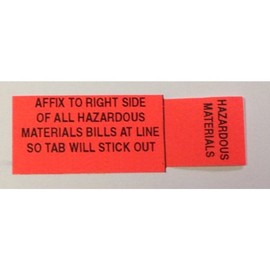 AFFIX TO RIGHT SIDE
OF ALL HAZARDOUS
MATERIALS BILLS AT LINE
SO TAB WILL STICK OUT
HAZARDOUS
MATERIALS